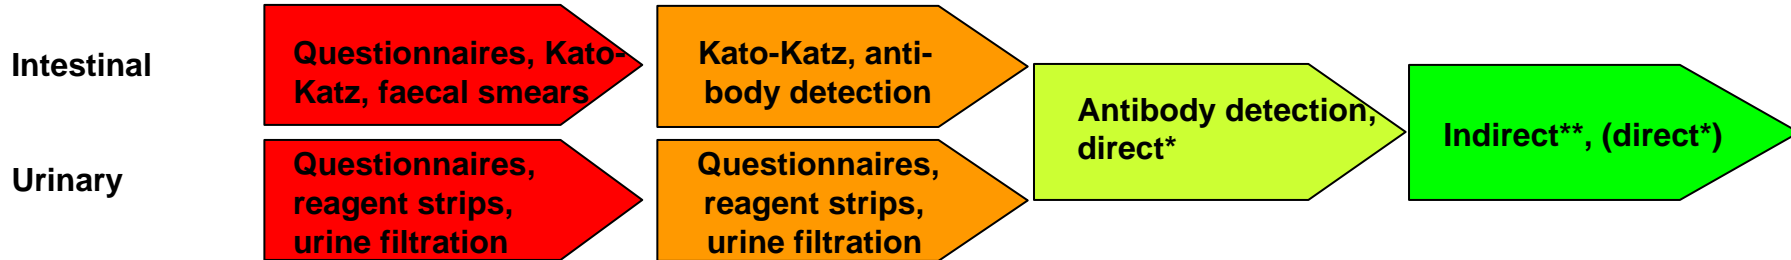 Intestinal
Questionnaires, Kato-
Katz, faecal smears
Kato-Katz, anti-
body detection
Antibody detection,
direct*
Indirect**, (direct*)
Urinary
Questionnaires,
reagent strips,
urine filtration
Questionnaires,
reagent strips,
urine filtration